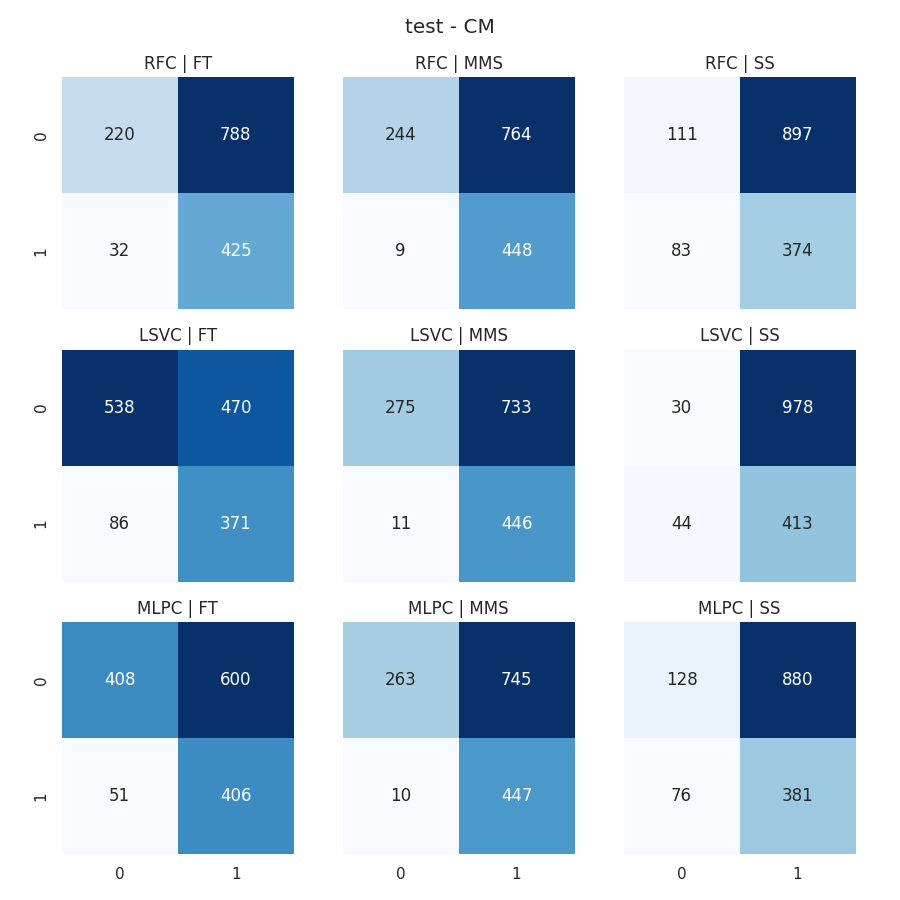 test - CM
RFC | FT RFC | MMS RFC | SS
0 220 788 244 764 111 897
1 32 425 9 448 83 374
LSVC | FT LSVC | MMS LSVC | SS
0 538 470 275 733 30 978
1 86 371 11 446 44 413
MLPC | FT MLPC | MMS MLPC | SS
0 408 600 263 745 128 880
1 51 406 10 447 76 381
0 1 0 1 0 1